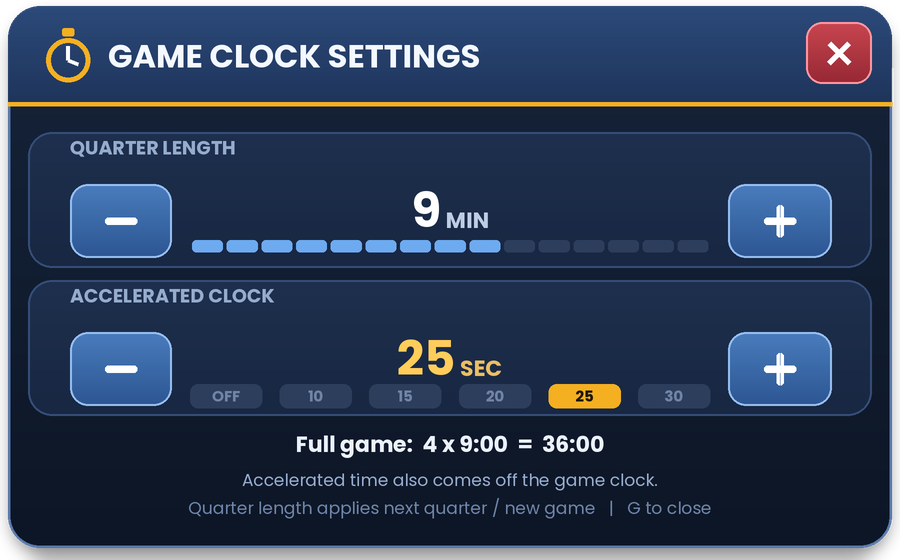 GAME CLOCK SETTINGS
QUARTER LENGTH
9 MIN
ACCELERATED CLOCK
25 SEC
OFF 10 15 20 25 30
Full game: 4 x 9:00 = 36:00
Accelerated time also comes off the game clock.
Quarter length applies next quarter / new game | G to close